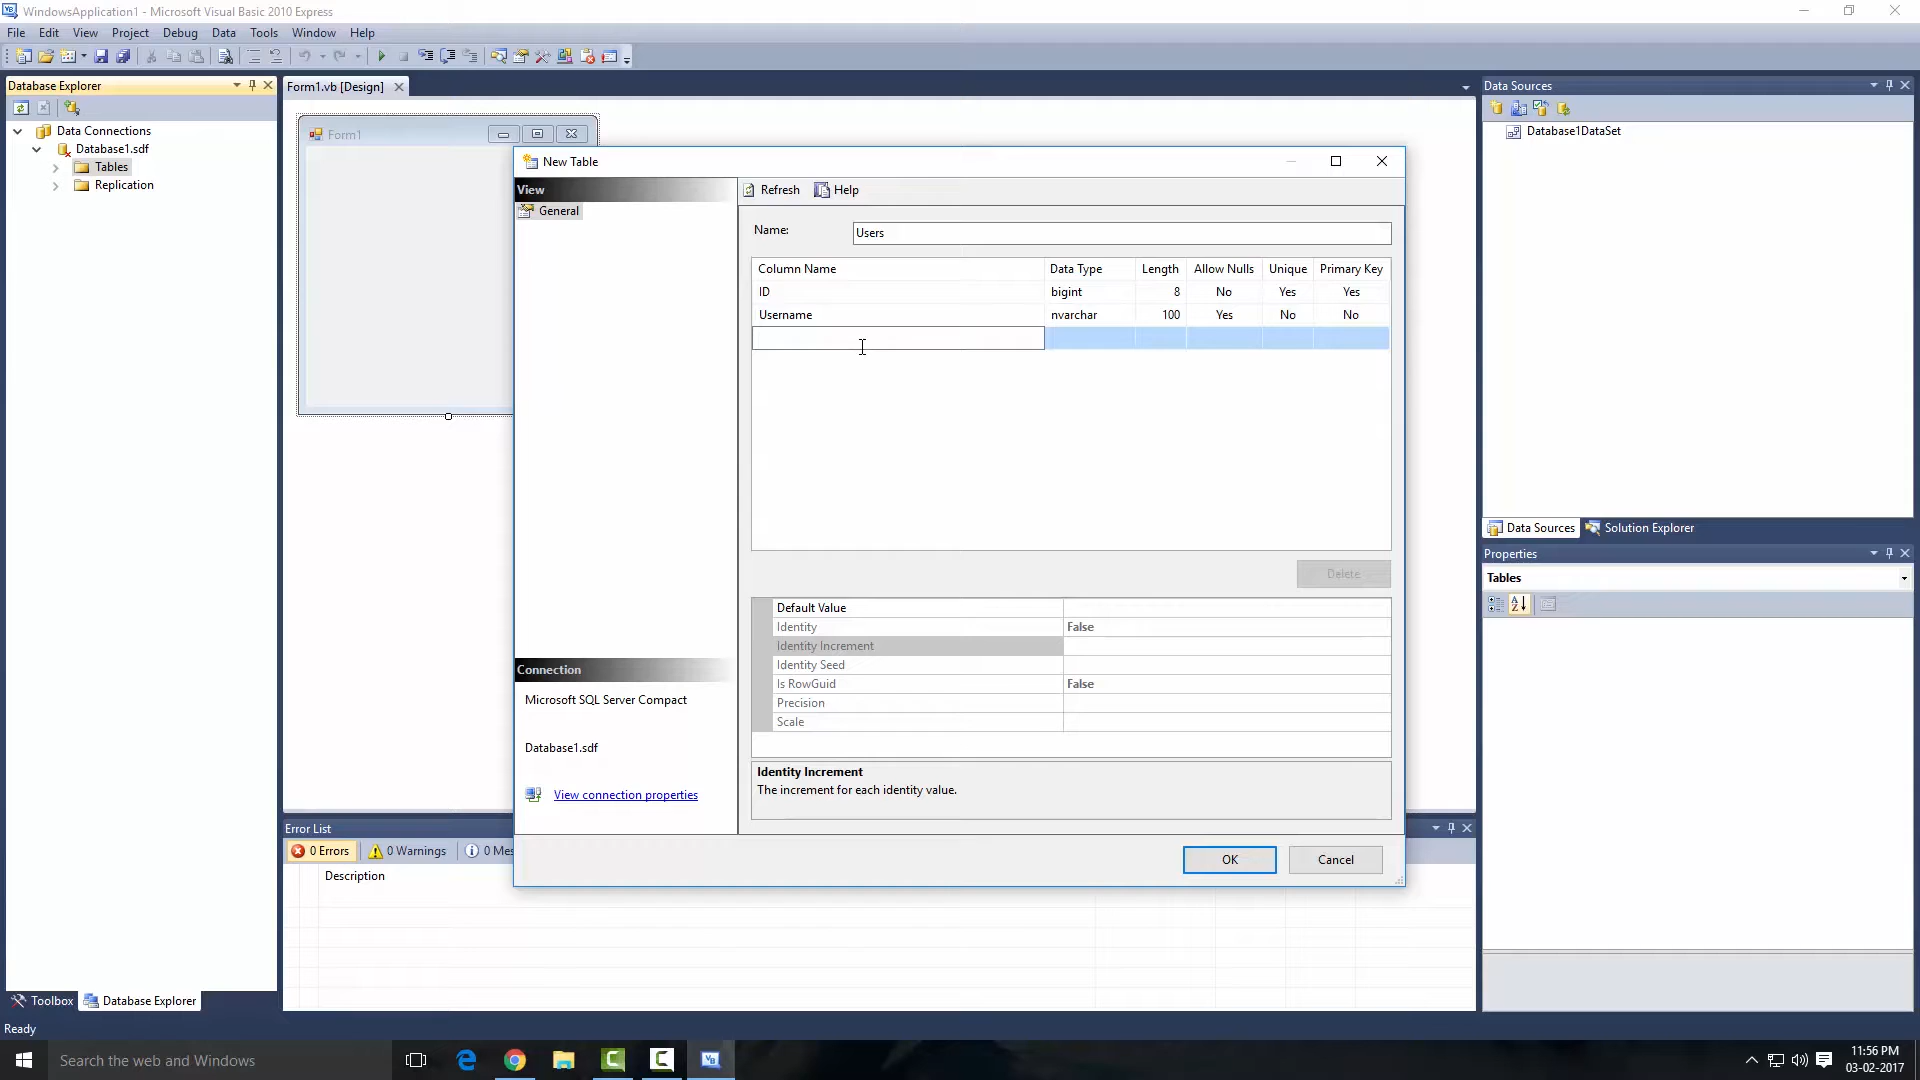 WindowsApplication1 - Microsoft Visual Basic 2010 Express
File Edit View Project Debug Data Tools Window Help
Database Explorer
Data Connections
Database1.sdf
Tables
Replication
Toolbox
Database Explorer
Form1.vb [Design]
Form1
New Table
View
General
Connection
Microsoft SQL Server Compact
Database1.sdf
View connection properties
Refresh Help
Name: Users
Column Name Data Type Length Allow Nulls Unique Primary Key
ID bigint 8 No Yes Yes
Username nvarchar 100 Yes No No
Delete
Default Value
Identity False
Identity Increment
Identity Seed
Is RowGuid False
Precision
Scale
Identity Increment
The increment for each identity value.
OK Cancel
Error List
0 Errors 0 Warnings 0 Mes
Description
Data Sources
Database1DataSet
Data Sources Solution Explorer
Properties
Tables
Ready
Search the web and Windows
11:56 PM
03-02-2017